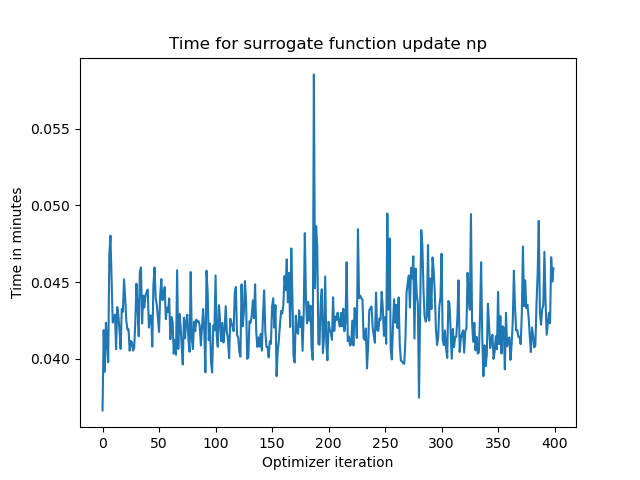 Time for surrogate function update np
Time in minutes
0.055
0.050
0.045
0.040
0 50 100 150 200 250 300 350 400
Optimizer iteration